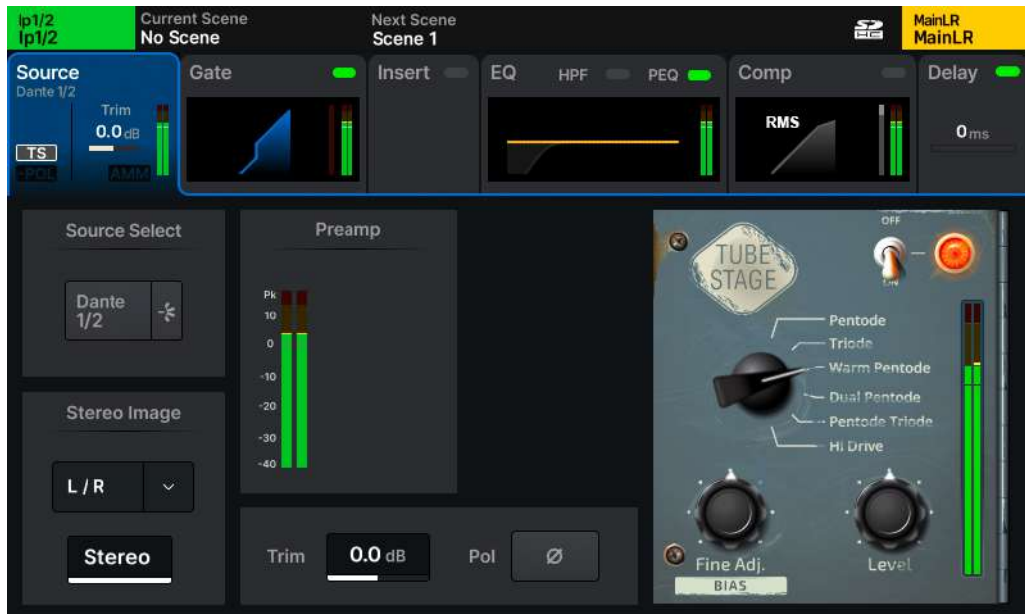 Ip1/2
Ip1/2
Current Scene
No Scene
Next Scene
Scene 1
MainLR
MainLR
Source
Dante 1/2
Trim
0.0 dB
TS
+POL
AMM
Gate
Insert
EQ
HPF
PEQ
Comp
RMS
Delay
0 ms
Source Select
Dante
1/2
Stereo Image
L / R
Stereo
Preamp
Pk
10
0
-10
-20
-30
-40
Trim
0.0 dB
Pol
Ø
TUBE
STAGE
OFF
ON
Pentode
Triode
Warm Pentode
Dual Pentode
Pentode Triode
Hi Drive
Fine Adj.
BIAS
Level